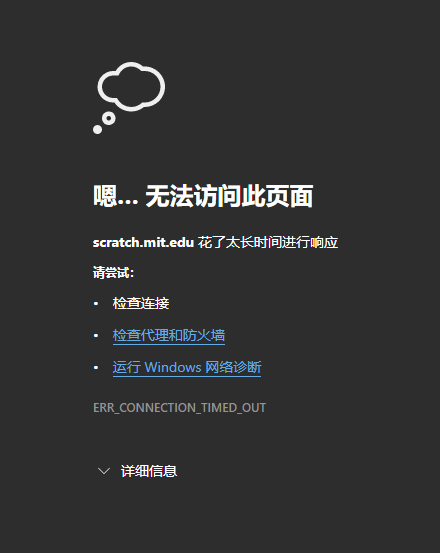 嗯... 无法访问此页面
scratch.mit.edu 花了太长时间进行响应
请尝试：
• 检查连接
• 检查代理和防火墙
• 运行 Windows 网络诊断
ERR_CONNECTION_TIMED_OUT
详细信息